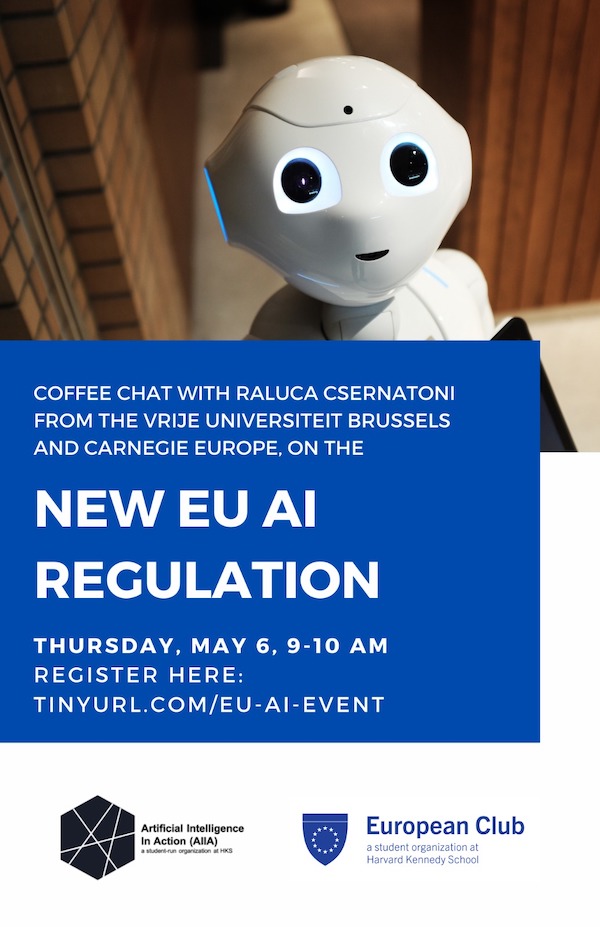 COFFEE CHAT WITH RALUCA CSERNATONI
FROM THE VRIJE UNIVERSITEIT BRUSSELS
AND CARNEGIE EUROPE, ON THE
NEW EU AI
REGULATION
THURSDAY, MAY 6, 9-10 AM
REGISTER HERE:
TINYURL.COM/EU-AI-EVENT
Artificial Intelligence
In Action (AIIA)
a student-run organization at HKS
European Club
a student organization at
Harvard Kennedy School